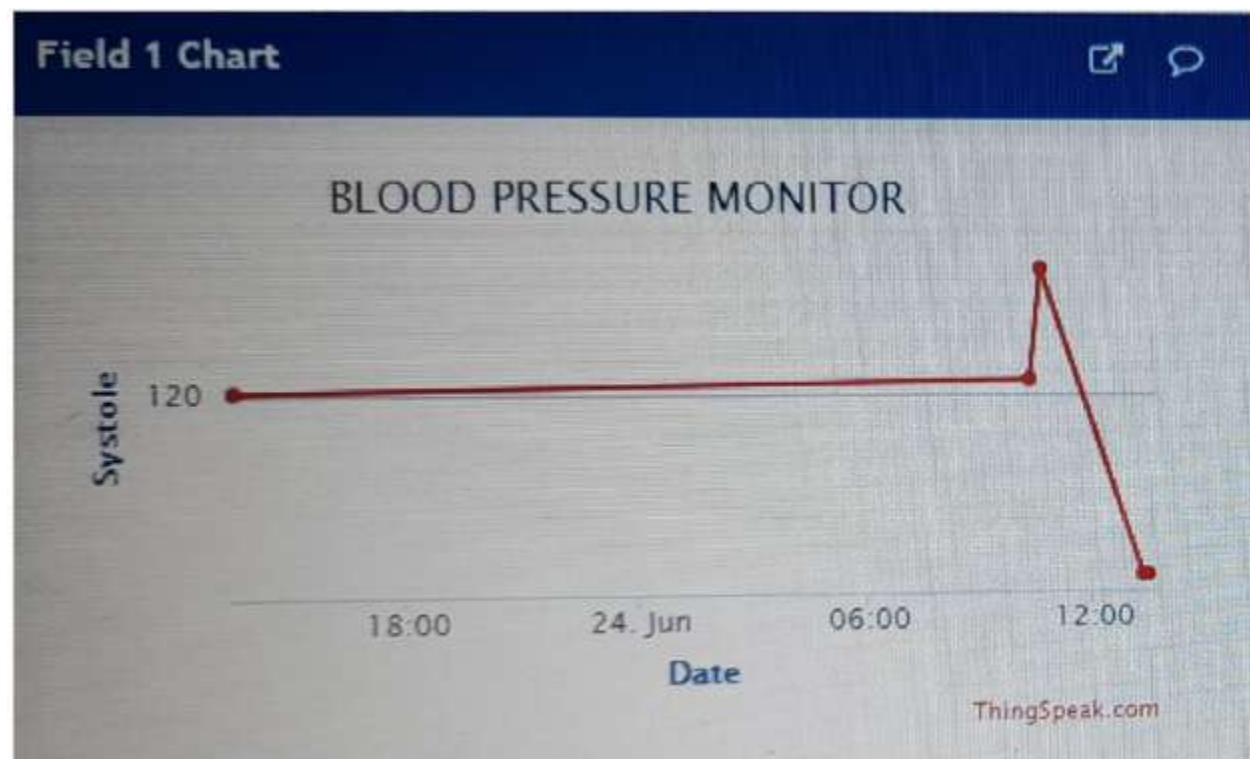 Field 1 Chart
BLOOD PRESSURE MONITOR
Systole
120
18:00 24. Jun 06:00 12:00
Date
ThingSpeak.com